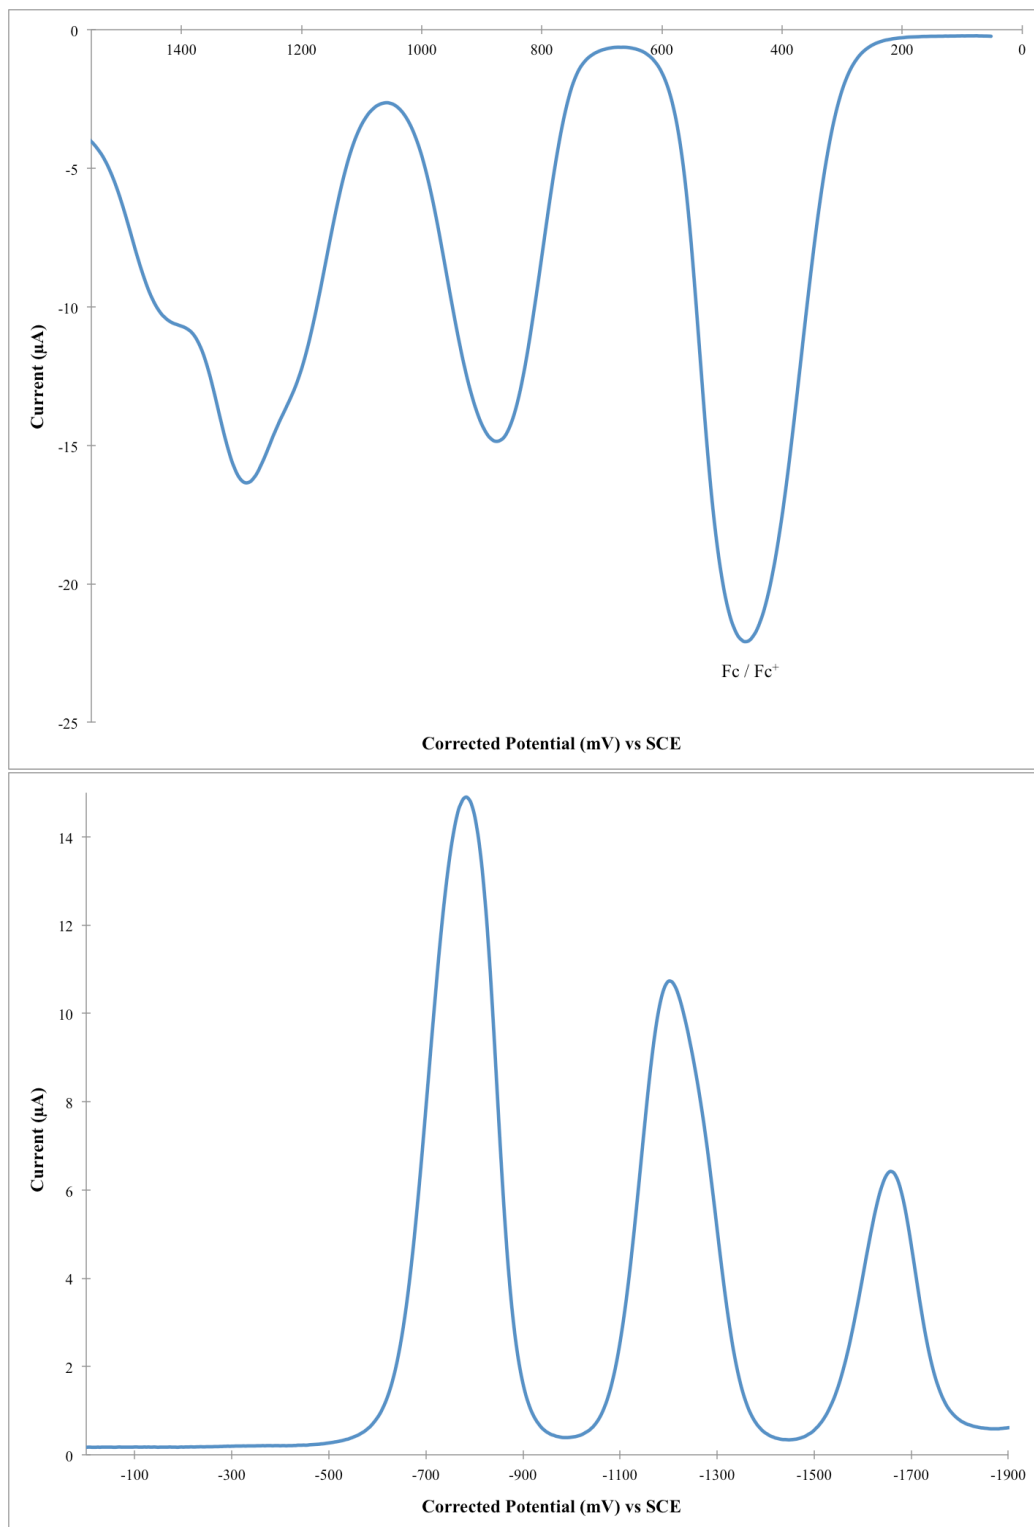 0
1400 1200 1000 800 600 400 200 0
-5
-10
Current (µA)
-15
-20
Fc / Fc⁺
-25
Corrected Potential (mV) vs SCE
14
12
10
8
Current (µA)
6
4
2
0
-100 -300 -500 -700 -900 -1100 -1300 -1500 -1700 -1900
Corrected Potential (mV) vs SCE